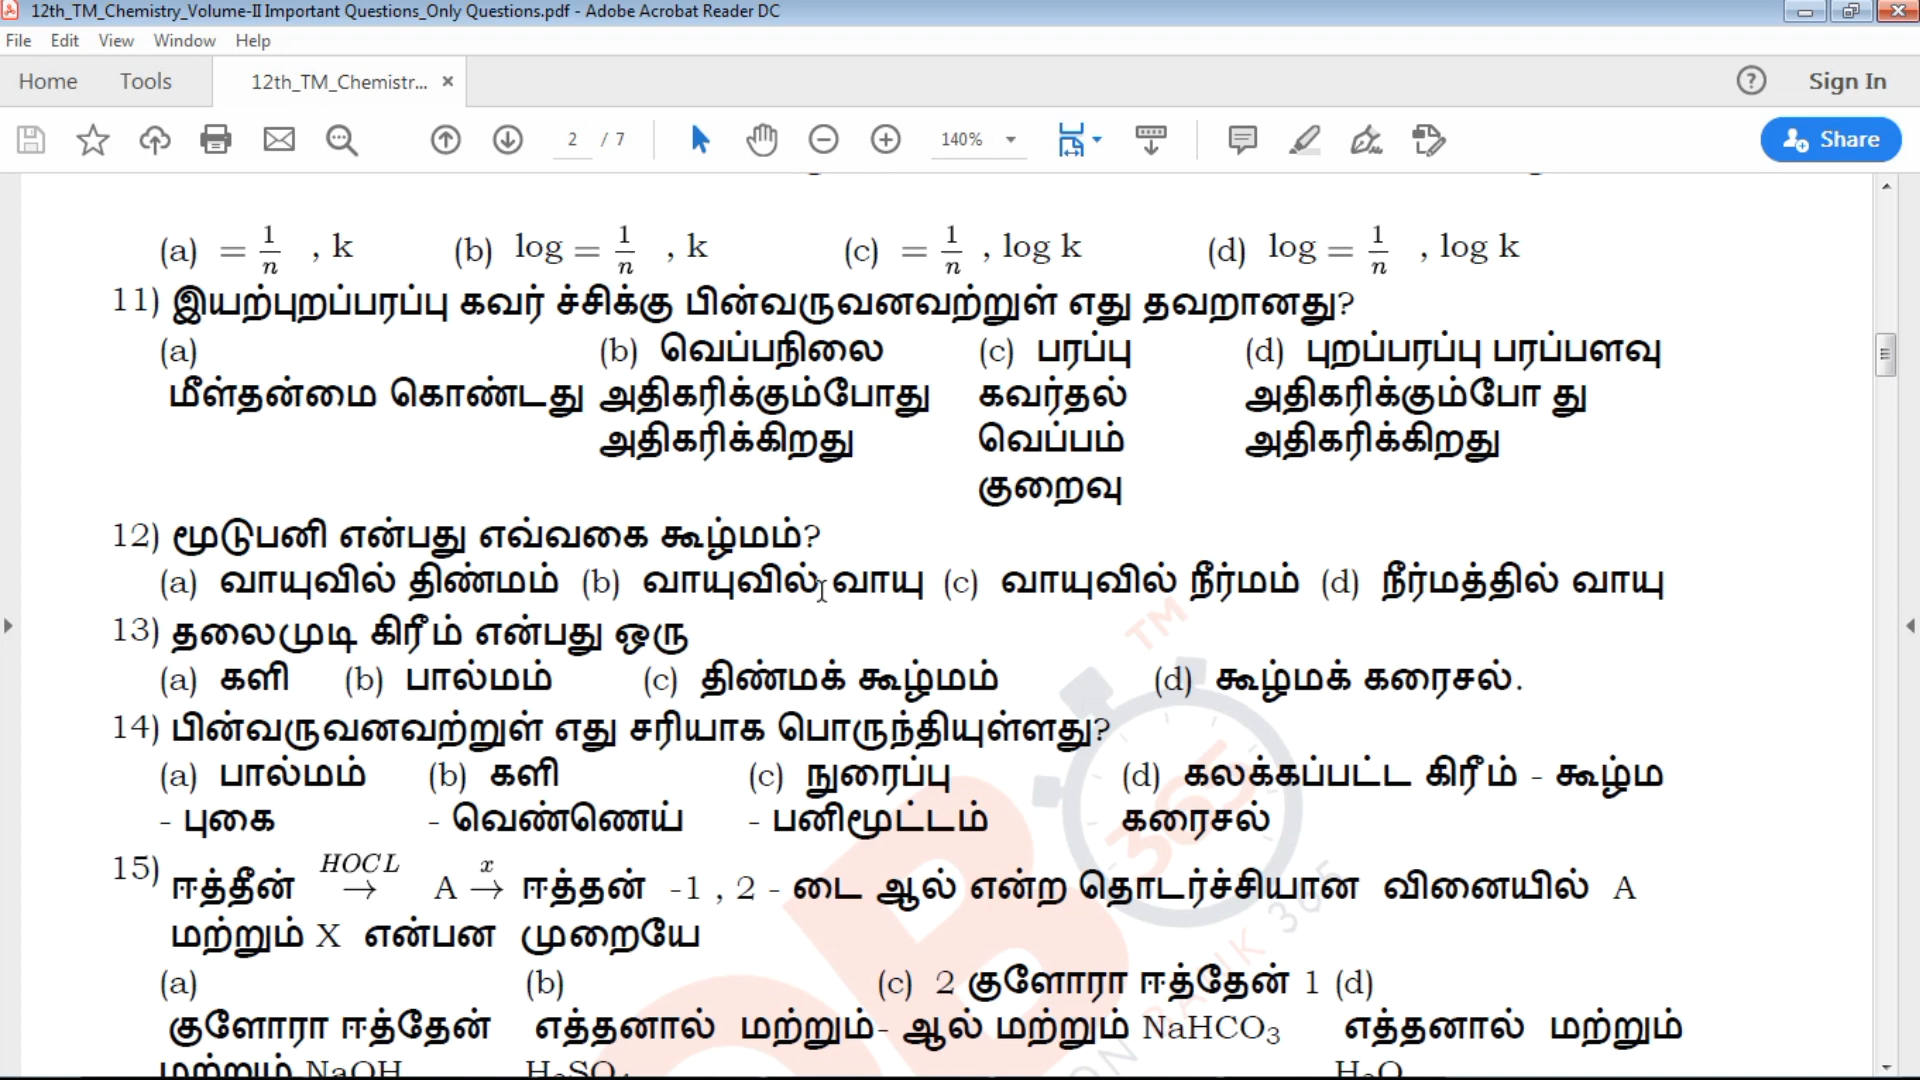 12th_TM_Chemistry_Volume-II Important Questions_Only Questions.pdf - Adobe Acrobat Reader DC
File Edit View Window Help
Home Tools 12th_TM_Chemistr... × Sign In
2 / 7 140% Share
(a) = 1/n , k (b) log = 1/n , k (c) = 1/n , log k (d) log = 1/n , log k
11) இயற்புறப்பரப்பு கவர் ச்சிக்கு பின்வருவனவற்றுள் எது தவறானது?
(a) (b) வெப்பநிலை (c) பரப்பு (d) புறப்பரப்பு பரப்பளவு
மீள்தன்மை கொண்டது அதிகரிக்கும்போது கவர்தல் அதிகரிக்கும்போ து
அதிகரிக்கிறது வெப்பம் அதிகரிக்கிறது
குறைவு
12) மூடுபனி என்பது எவ்வகை கூழ்மம்?
(a) வாயுவில் திண்மம் (b) வாயுவில் வாயு (c) வாயுவில் நீர்மம் (d) நீர்மத்தில் வாயு
13) தலைமுடி கிரீம் என்பது ஒரு
(a) களி (b) பால்மம் (c) திண்மக் கூழ்மம் (d) கூழ்மக் கரைசல்.
14) பின்வருவனவற்றுள் எது சரியாக பொருந்தியுள்ளது?
(a) பால்மம் (b) களி (c) நுரைப்பு (d) கலக்கப்பட்ட கிரீம் - கூழ்ம
- புகை - வெண்ணெய் - பனிமூட்டம் கரைசல்
15) ஈத்தீன் HOCL → A x → ஈத்தன் -1 , 2 - டை ஆல் என்ற தொடர்ச்சியான வினையில் A
மற்றும் X என்பன முறையே
(a) (b) (c) 2 குளோரா ஈத்தேன் 1 (d)
குளோரா ஈத்தேன் எத்தனால் மற்றும் - ஆல் மற்றும் NaHCO3 எத்தனால் மற்றும்
மற்றும் NaOH H2SO4 H2O
TM
365